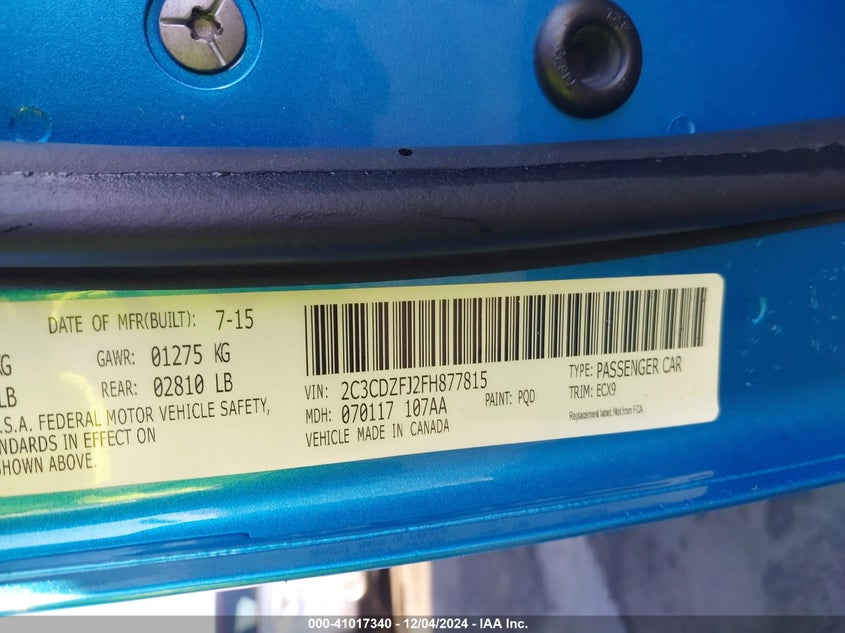 DATE OF MFR(BUILT): 7-15
KG GAWR: 01275 KG
LB REAR: 02810 LB
.S.A. FEDERAL MOTOR VEHICLE SAFETY,
ANDARDS IN EFFECT ON
SHOWN ABOVE.
VIN: 2C3CDZFJ2FH877815
MDH: 070117 107AA PAINT: PQD
VEHICLE MADE IN CANADA
TYPE: PASSENGER CAR
TRIM: ECX9
Replacement label: Not from FCA
000-41017340 - 12/04/2024 - IAA Inc.